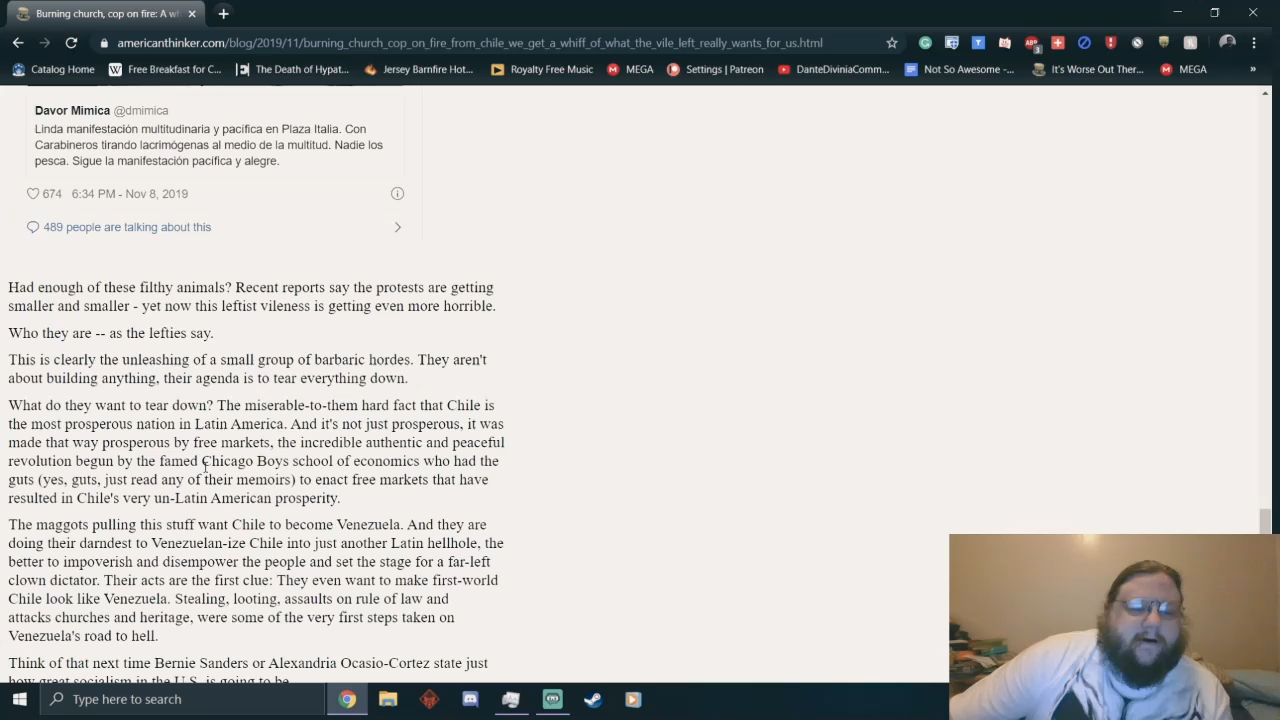 Burning church, cop on fire: A w
americanthinker.com/blog/2019/11/burning_church_cop_on_fire_from_chile_we_get_a_whiff_of_what_the_vile_left_really_wants_for_us.html
Catalog Home
Free Breakfast for C...
The Death of Hypat...
Jersey Barnfire Hot...
Royalty Free Music
MEGA
Settings | Patreon
DanteDiviniaComm...
Not So Awesome -...
It's Worse Out Ther...
MEGA
Davor Mimica @dmimica
Linda manifestación multitudinaria y pacífica en Plaza Italia. Con
Carabineros tirando lacrimógenas al medio de la multitud. Nadie los
pesca. Sigue la manifestación pacífica y alegre.
674 6:34 PM - Nov 8, 2019
489 people are talking about this
Had enough of these filthy animals? Recent reports say the protests are getting
smaller and smaller - yet now this leftist vileness is getting even more horrible.
Who they are -- as the lefties say.
This is clearly the unleashing of a small group of barbaric hordes. They aren't
about building anything, their agenda is to tear everything down.
What do they want to tear down? The miserable-to-them hard fact that Chile is
the most prosperous nation in Latin America. And it's not just prosperous, it was
made that way prosperous by free markets, the incredible authentic and peaceful
revolution begun by the famed Chicago Boys school of economics who had the
guts (yes, guts, just read any of their memoirs) to enact free markets that have
resulted in Chile's very un-Latin American prosperity.
The maggots pulling this stuff want Chile to become Venezuela. And they are
doing their darndest to Venezuelan-ize Chile into just another Latin hellhole, the
better to impoverish and disempower the people and set the stage for a far-left
clown dictator. Their acts are the first clue: They even want to make first-world
Chile look like Venezuela. Stealing, looting, assaults on rule of law and
attacks churches and heritage, were some of the very first steps taken on
Venezuela's road to hell.
Think of that next time Bernie Sanders or Alexandria Ocasio-Cortez state just
how great socialism in the U.S. is going to be
Type here to search